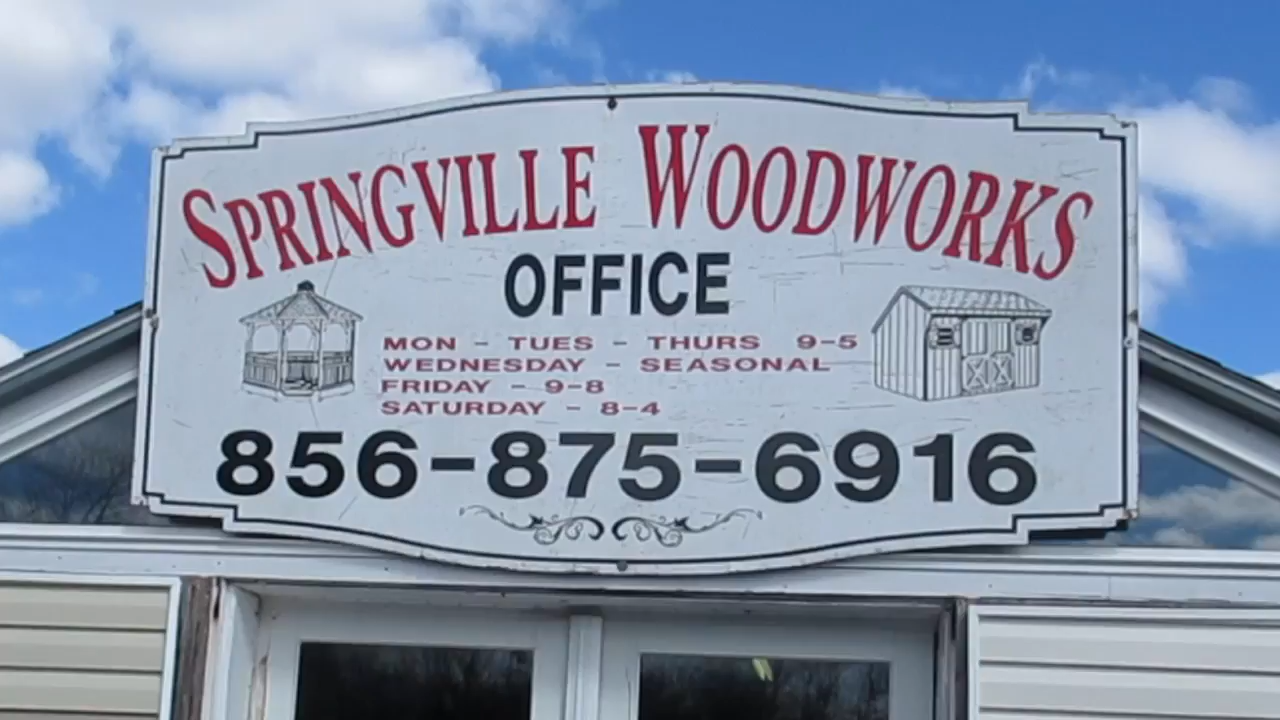 SPRINGVILLE WOODWORKS
OFFICE
MON - TUES - THURS 9-5
WEDNESDAY - SEASONAL
FRIDAY - 9-8
SATURDAY - 8-4
856-875-6916